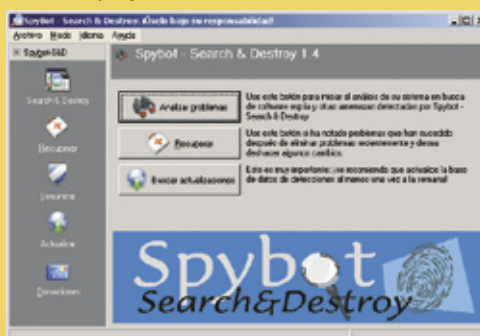 Spybot - Search & Destroy. ¡Úselo bajo su responsabilidad!
Archivo Modo Idioma Ayuda
Spybot-S&D
Spybot - Search & Destroy 1.4
Search & Destroy
Recuperar
Inmunizar
Actualizar
Donaciones
Analizar problemas
Use este botón para iniciar el análisis de su sistema en busca
de software espía y otras amenazas detectadas por Spybot -
Search & Destroy
Recuperar
Use este botón si ha notado problemas que han sucedido
después de eliminar problemas recientemente y desea
deshacer algunos cambios.
Buscar actualizaciones
Esto es muy importante: ¡se recomienda que actualice la base
de datos de detecciones al menos una vez a la semana!
Spybot
Search&Destroy